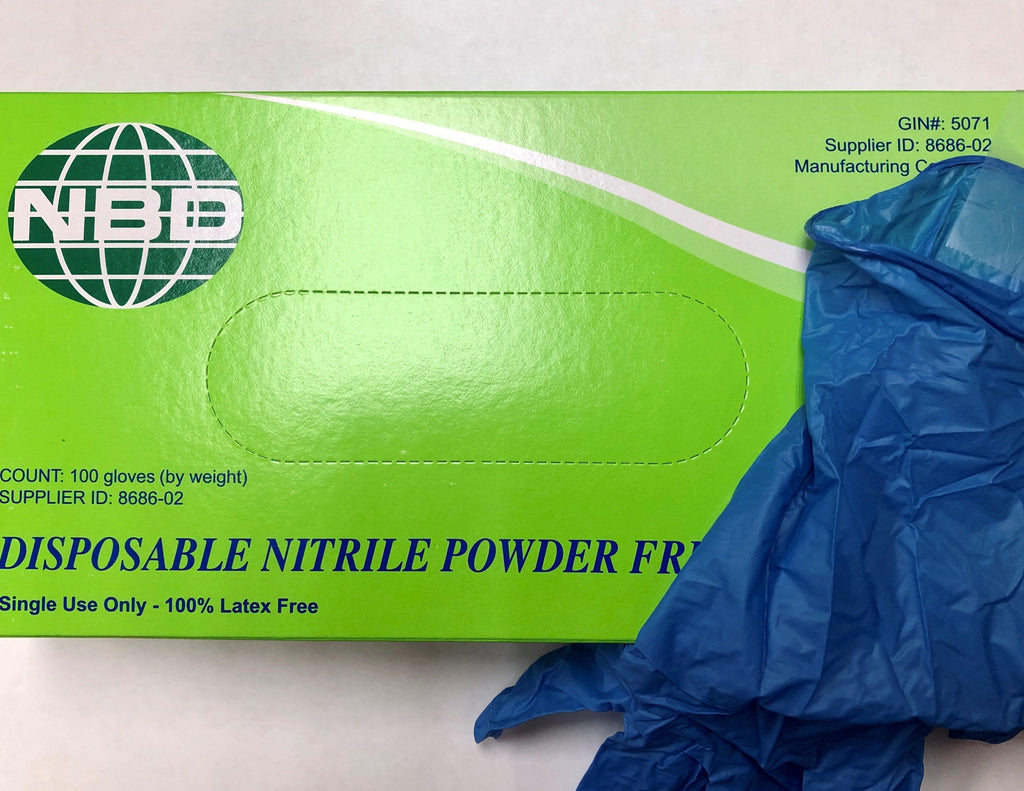 NBD
GIN#: 5071
Supplier ID: 8686-02
Manufacturing
COUNT: 100 gloves (by weight)
SUPPLIER ID: 8686-02
DISPOSABLE NITRILE POWDER
Single Use Only - 100% Latex Free